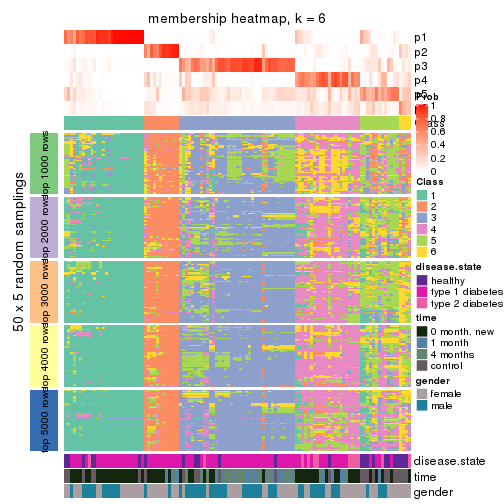 membership heatmap, k = 6
p1
p2
p3
p4
p5
Prob
1
0.8
0.6
0.4
0.2
0
Class
1
2
3
4
5
6
disease.state
healthy
type 1 diabetes
type 2 diabetes
time
0 month. new
1 month
4 months
control
gender
female
male
50 x 5 random samplings
top 1000 rows
top 2000 rows
top 3000 rows
top 4000 rows
top 5000 rows
disease.state
time
gender